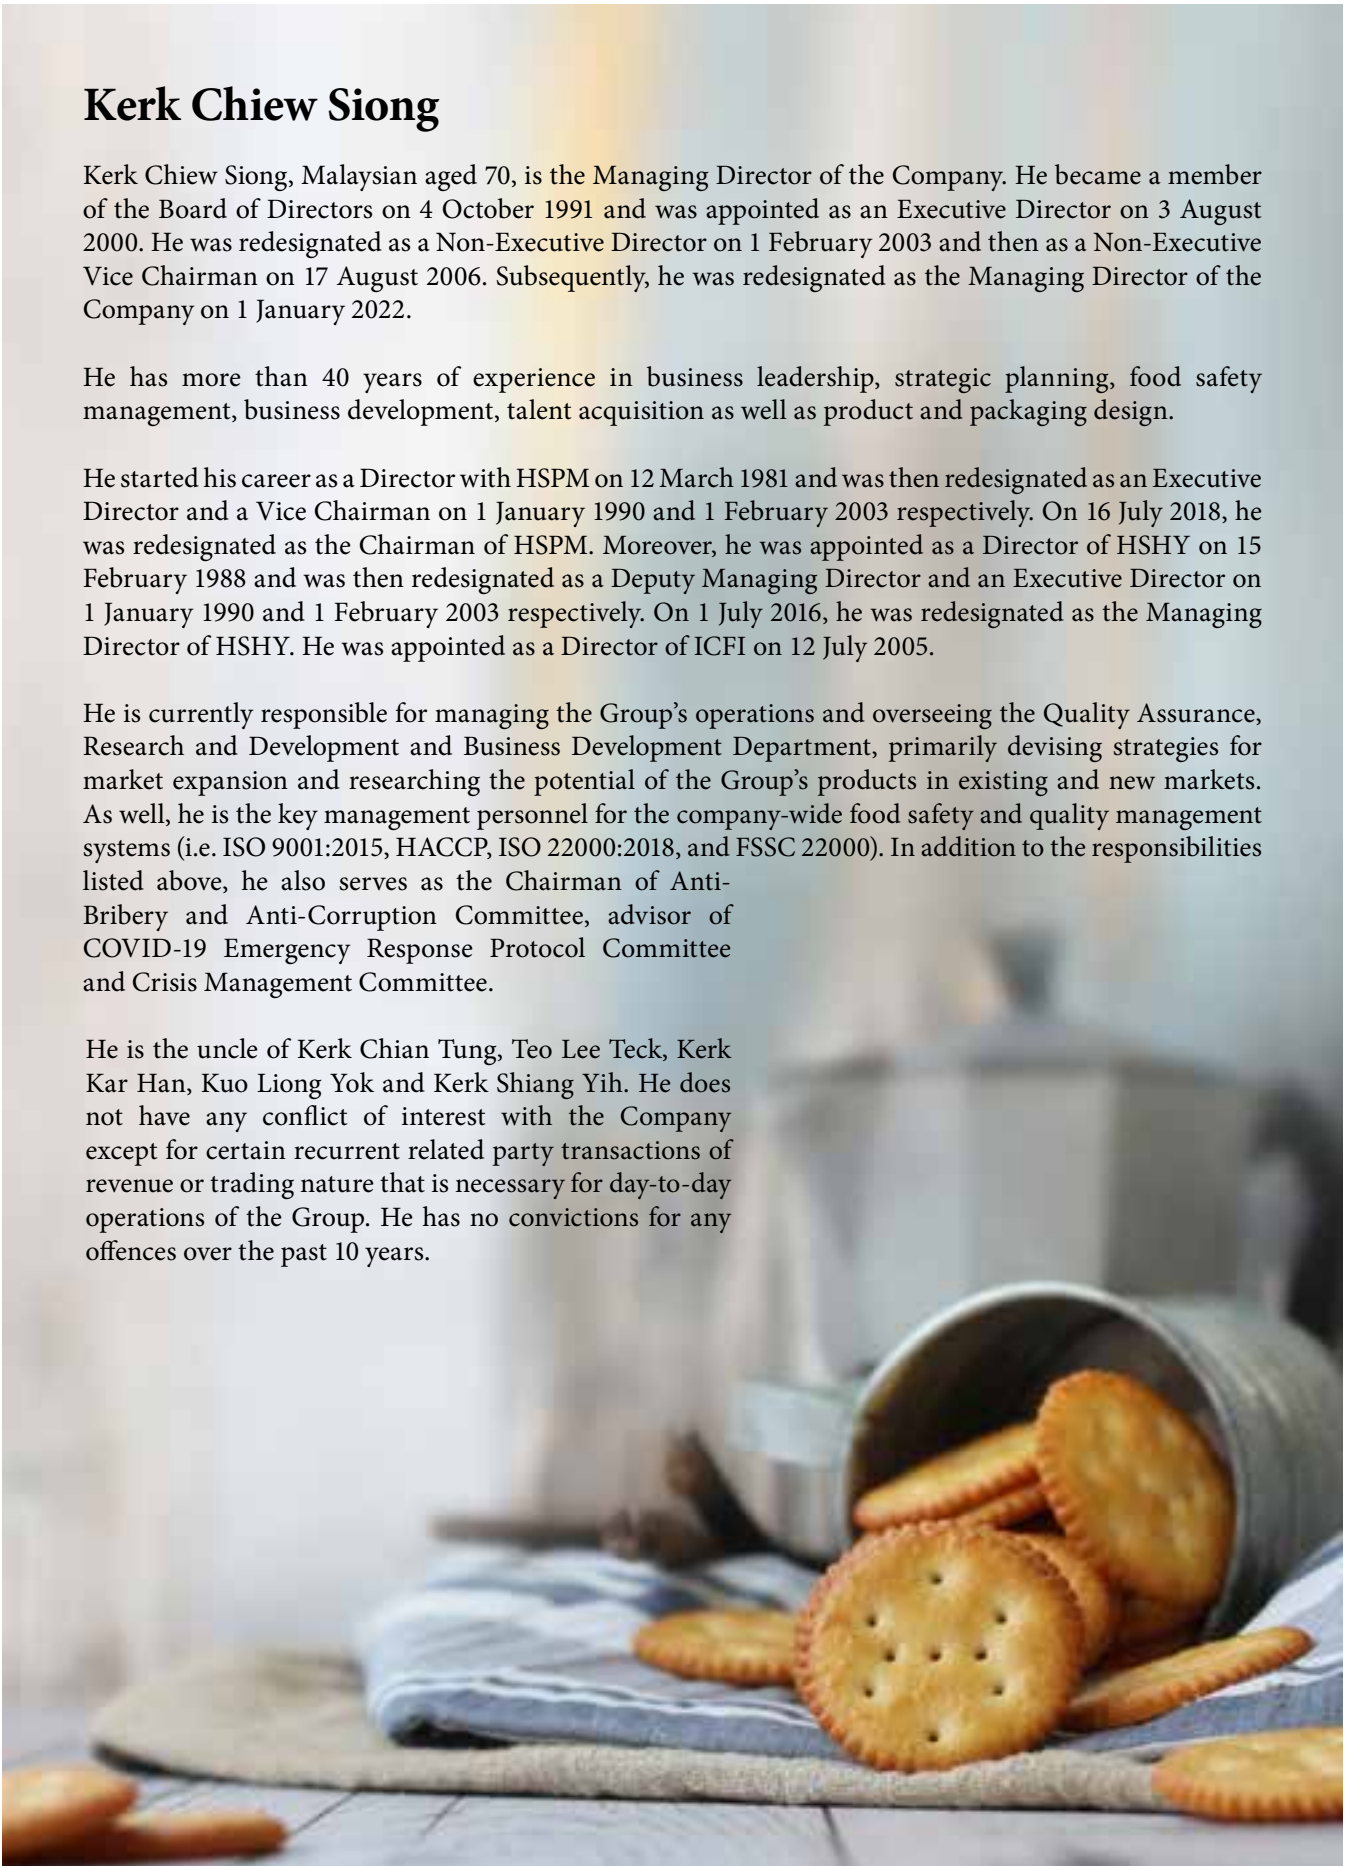 Kerk Chiew Siong
Kerk Chiew Siong, Malaysian aged 70, is the Managing Director of the Company. He became a member
of the Board of Directors on 4 October 1991 and was appointed as an Executive Director on 3 August
2000. He was redesignated as a Non-Executive Director on 1 February 2003 and then as a Non-Executive
Vice Chairman on 17 August 2006. Subsequently, he was redesignated as the Managing Director of the
Company on 1 January 2022.
He has more than 40 years of experience in business leadership, strategic planning, food safety
management, business development, talent acquisition as well as product and packaging design.
He started his career as a Director with HSPM on 12 March 1981 and was then redesignated as an Executive
Director and a Vice Chairman on 1 January 1990 and 1 February 2003 respectively. On 16 July 2018, he
was redesignated as the Chairman of HSPM. Moreover, he was appointed as a Director of HSHY on 15
February 1988 and was then redesignated as a Deputy Managing Director and an Executive Director on
1 January 1990 and 1 February 2003 respectively. On 1 July 2016, he was redesignated as the Managing
Director of HSHY. He was appointed as a Director of ICFI on 12 July 2005.
He is currently responsible for managing the Group's operations and overseeing the Quality Assurance,
Research and Development and Business Development Department, primarily devising strategies for
market expansion and researching the potential of the Group's products in existing and new markets.
As well, he is the key management personnel for the company-wide food safety and quality management
systems (i.e. ISO 9001:2015, HACCP, ISO 22000:2018, and FSSC 22000). In addition to the responsibilities
listed above, he also serves as the Chairman of Anti-
Bribery and Anti-Corruption Committee, advisor of
COVID-19 Emergency Response Protocol Committee
and Crisis Management Committee.
He is the uncle of Kerk Chian Tung, Teo Lee Teck, Kerk
Kar Han, Kuo Liong Yok and Kerk Shiang Yih. He does
not have any conflict of interest with the Company
except for certain recurrent related party transactions of
revenue or trading nature that is necessary for day-to-day
operations of the Group. He has no convictions for any
offences over the past 10 years.